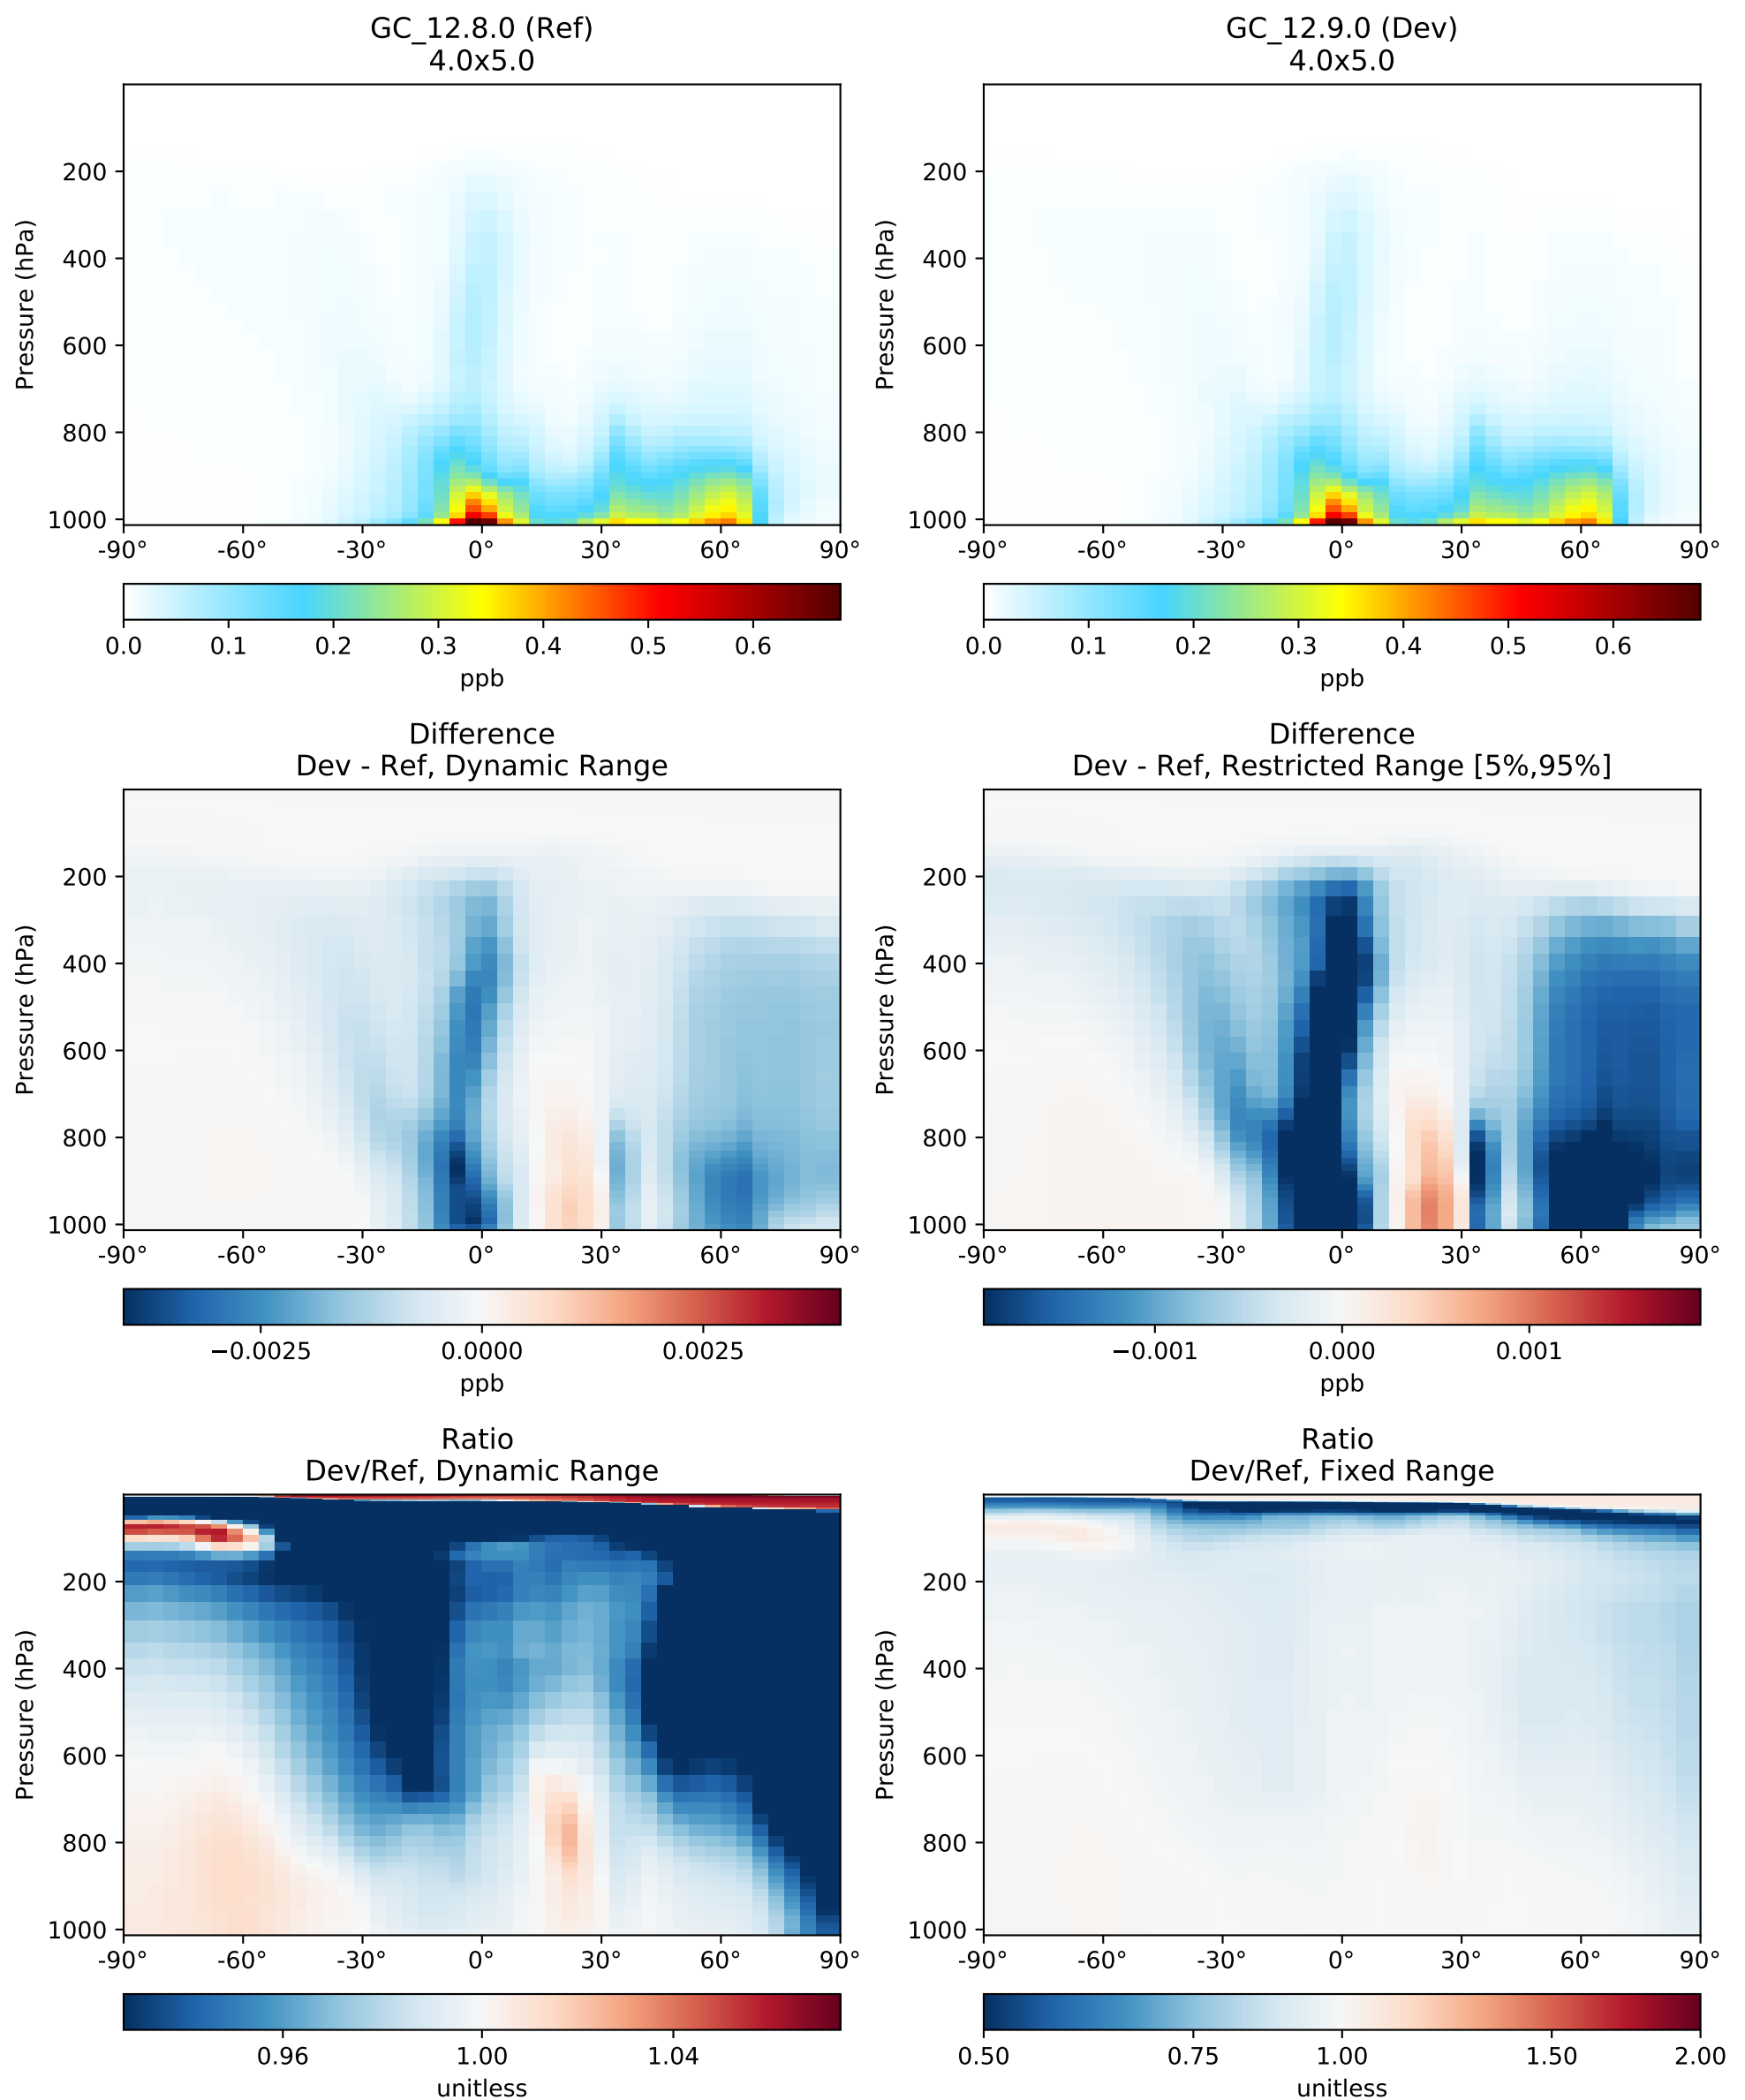 GC_12.8.0 (Ref)
4.0x5.0
Pressure (hPa)
200
400
600
800
1000
-90° -60° -30° 0° 30° 60° 90°
0.0 0.1 0.2 0.3 0.4 0.5 0.6
ppb
GC_12.9.0 (Dev)
4.0x5.0
Pressure (hPa)
200
400
600
800
1000
-90° -60° -30° 0° 30° 60° 90°
0.0 0.1 0.2 0.3 0.4 0.5 0.6
ppb
Difference
Dev - Ref, Dynamic Range
Pressure (hPa)
200
400
600
800
1000
-90° -60° -30° 0° 30° 60° 90°
−0.0025 0.0000 0.0025
ppb
Difference
Dev - Ref, Restricted Range [5%,95%]
Pressure (hPa)
200
400
600
800
1000
-90° -60° -30° 0° 30° 60° 90°
−0.001 0.000 0.001
ppb
Ratio
Dev/Ref, Dynamic Range
Pressure (hPa)
200
400
600
800
1000
-90° -60° -30° 0° 30° 60° 90°
0.96 1.00 1.04
unitless
Ratio
Dev/Ref, Fixed Range
Pressure (hPa)
200
400
600
800
1000
-90° -60° -30° 0° 30° 60° 90°
0.50 0.75 1.00 1.50 2.00
unitless